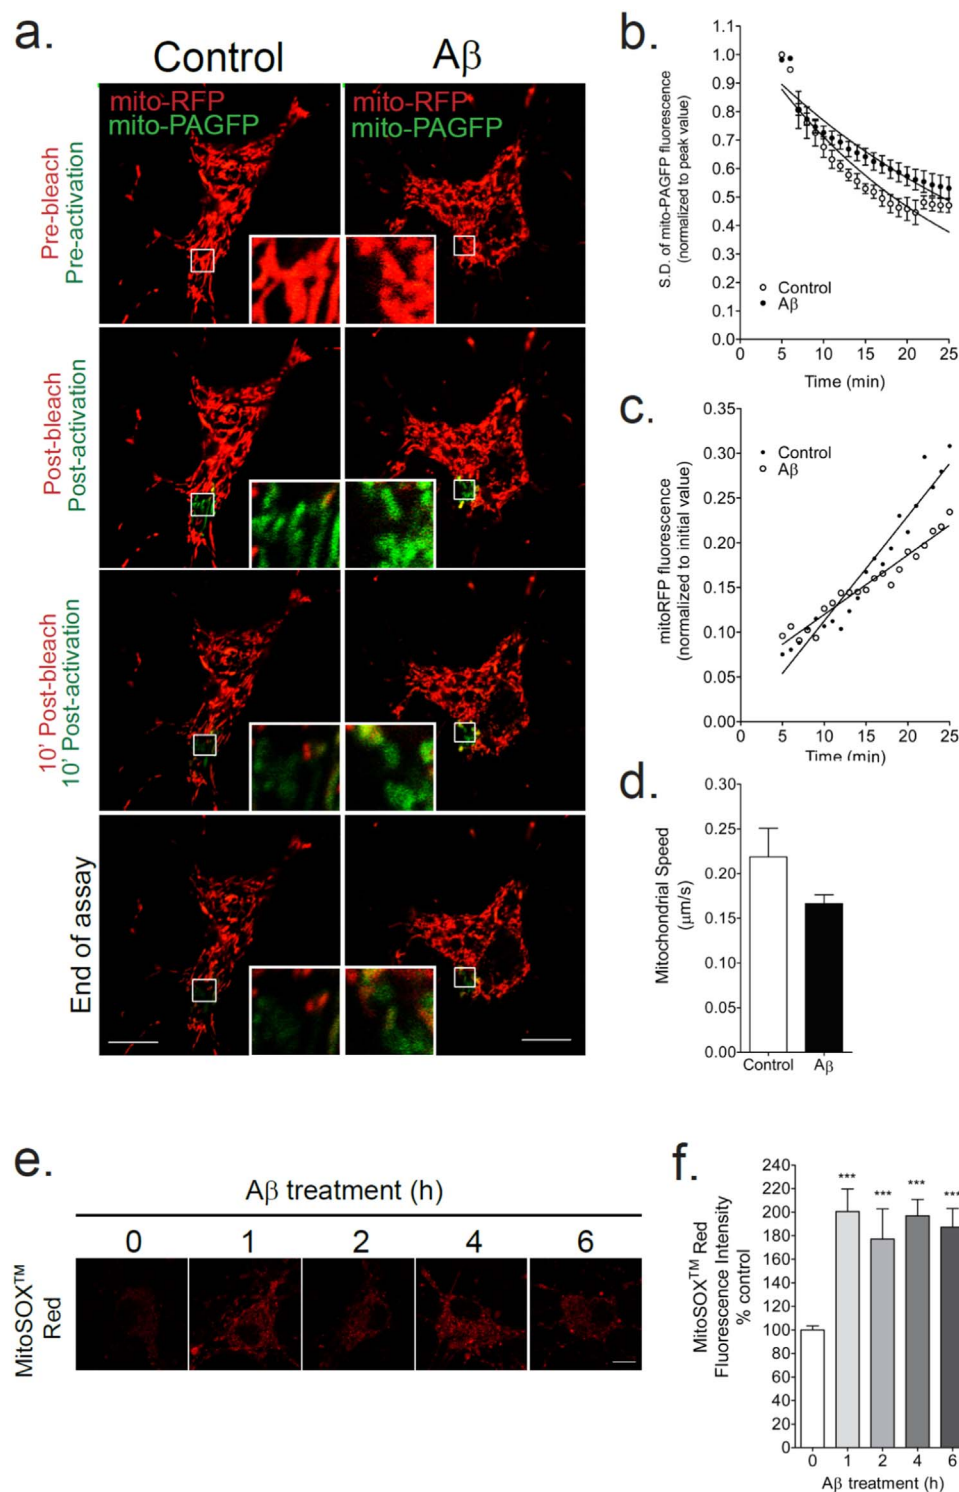 a.
Control
Aβ
mito-RFP
mito-PAGFP
mito-RFP
mito-PAGFP
Pre-bleach
Pre-activation
Post-bleach
Post-activation
10' Post-bleach
10' Post-activation
End of assay
b.
S.D. of mito-PAGFP fluorescence
(normalized to peak value)
1.1
1.0
0.9
0.8
0.7
0.6
0.5
0.4
0.3
0.2
0.1
0.0
Control
Aβ
0 5 10 15 20 25
Time (min)
c.
mitoRFP fluorescence
(normalized to initial value)
0.35
0.30
0.25
0.20
0.15
0.10
0.05
0.00
Control
Aβ
0 5 10 15 20 25
Time (min)
d.
Mitochondrial Speed
(μm/s)
0.25
0.20
0.15
0.10
0.00
Control Aβ
e.
Aβ treatment (h)
0 1 2 4 6
MitoSOX™
Red
f.
MitoSOX™ Red
Fluorescence Intensity
% control
240
220
200
180
160
120
100
80
60
40
20
0
*** *** *** ***
0 1 2 4 6
Aβ treatment (h)